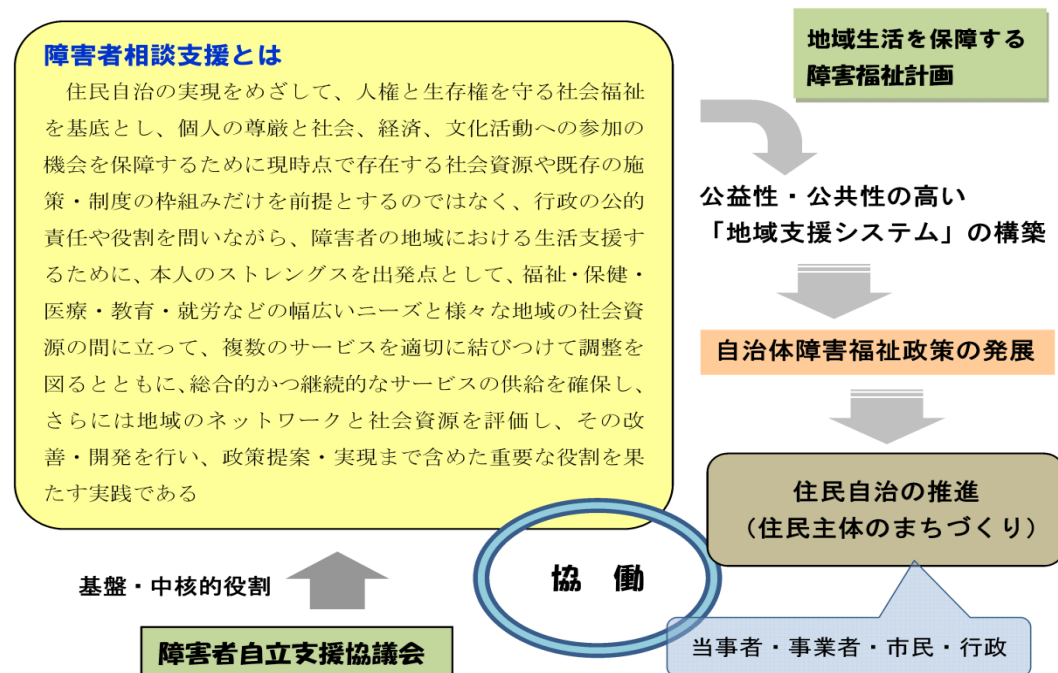 障害者相談支援とは
住民自治の実現をめざして、人権と生存権を守る社会福祉
を基底とし、個人の尊厳と社会、経済、文化活動への参加の
機会を保障するために現時点で存在する社会資源や既存の施
策・制度の枠組みだけを前提とするのではなく、行政の公的
責任や役割を問いながら、障害者の地域における生活支援す
るために、本人のストレングスを出発点として、福祉・保健・
医療・教育・就労などの幅広いニーズと様々な地域の社会資
源の間に立って、複数のサービスを適切に結びつけて調整を
図るとともに、総合的かつ継続的なサービスの供給を確保し、
さらには地域のネットワークと社会資源を評価し、その改
善・開発を行い、政策提案・実現まで含めた重要な役割を果
たす実践である
地域生活を保障する
障害福祉計画
公益性・公共性の高い
「地域支援システム」の構築
自治体障害福祉政策の発展
住民自治の推進
（住民主体のまちづくり）
協 働
当事者・事業者・市民・行政
基盤・中核的役割
障害者自立支援協議会